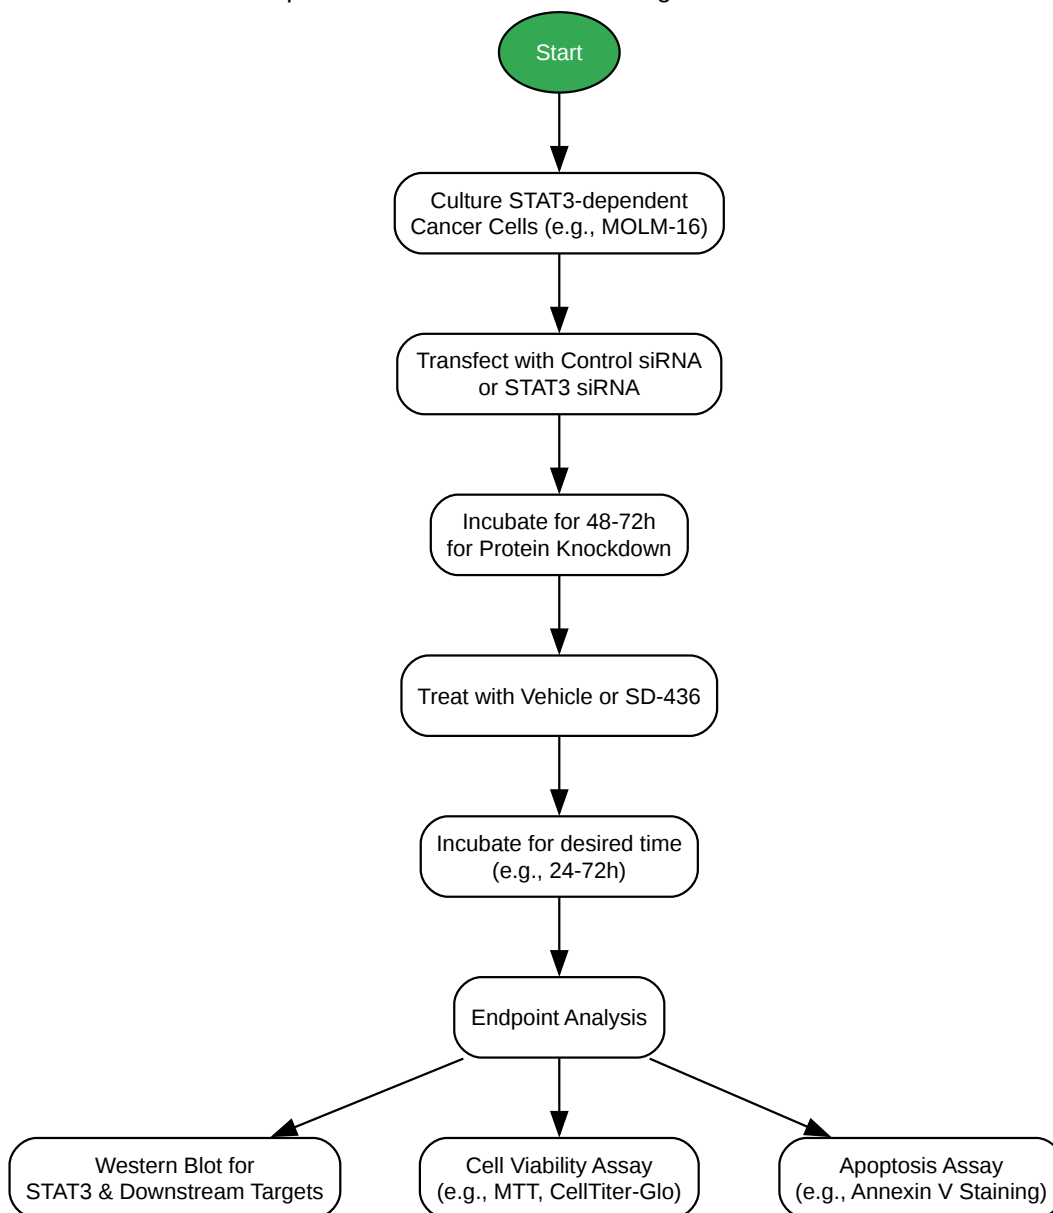 Start
Culture STAT3-dependent
Cancer Cells (e.g., MOLM-16)
Transfect with Control siRNA
or STAT3 siRNA
Incubate for 48-72h
for Protein Knockdown
Treat with Vehicle or SD-436
Incubate for desired time
(e.g., 24-72h)
Endpoint Analysis
Western Blot for
STAT3 & Downstream Targets
Cell Viability Assay
(e.g., MTT, CellTiter-Glo)
Apoptosis Assay
(e.g., Annexin V Staining)